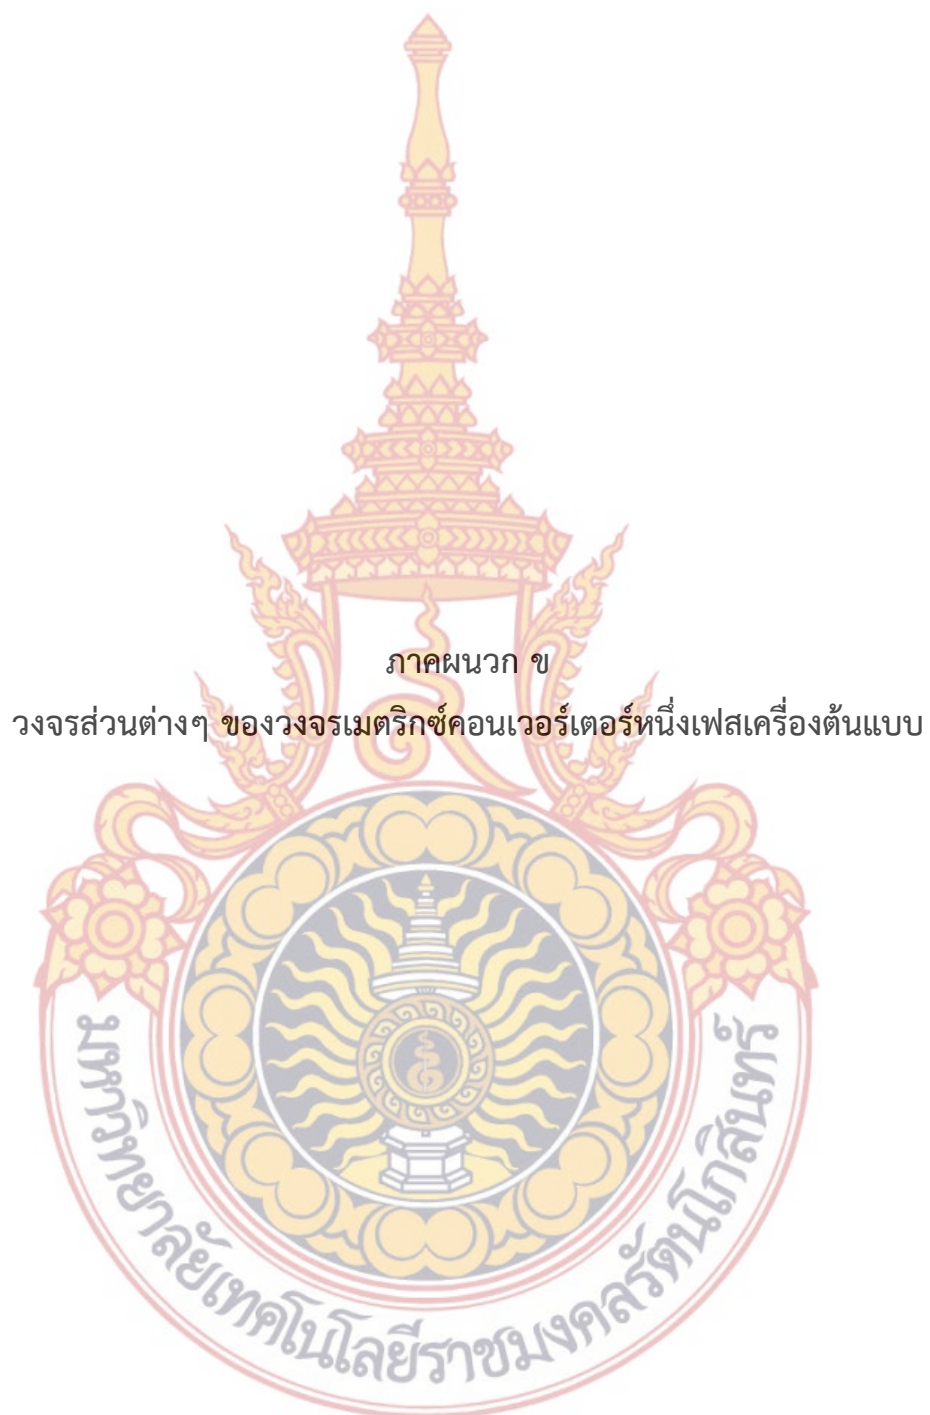 ภาคผนวก ข
วงจรส่วนต่างๆ ของวงจรเมตริกซ์คอนเวอร์เตอร์หนึ่งเฟสเครื่องต้นแบบ
มหาวิทยาลัยเทคโนโลยีราชมงคลรัตนโกสินทร์